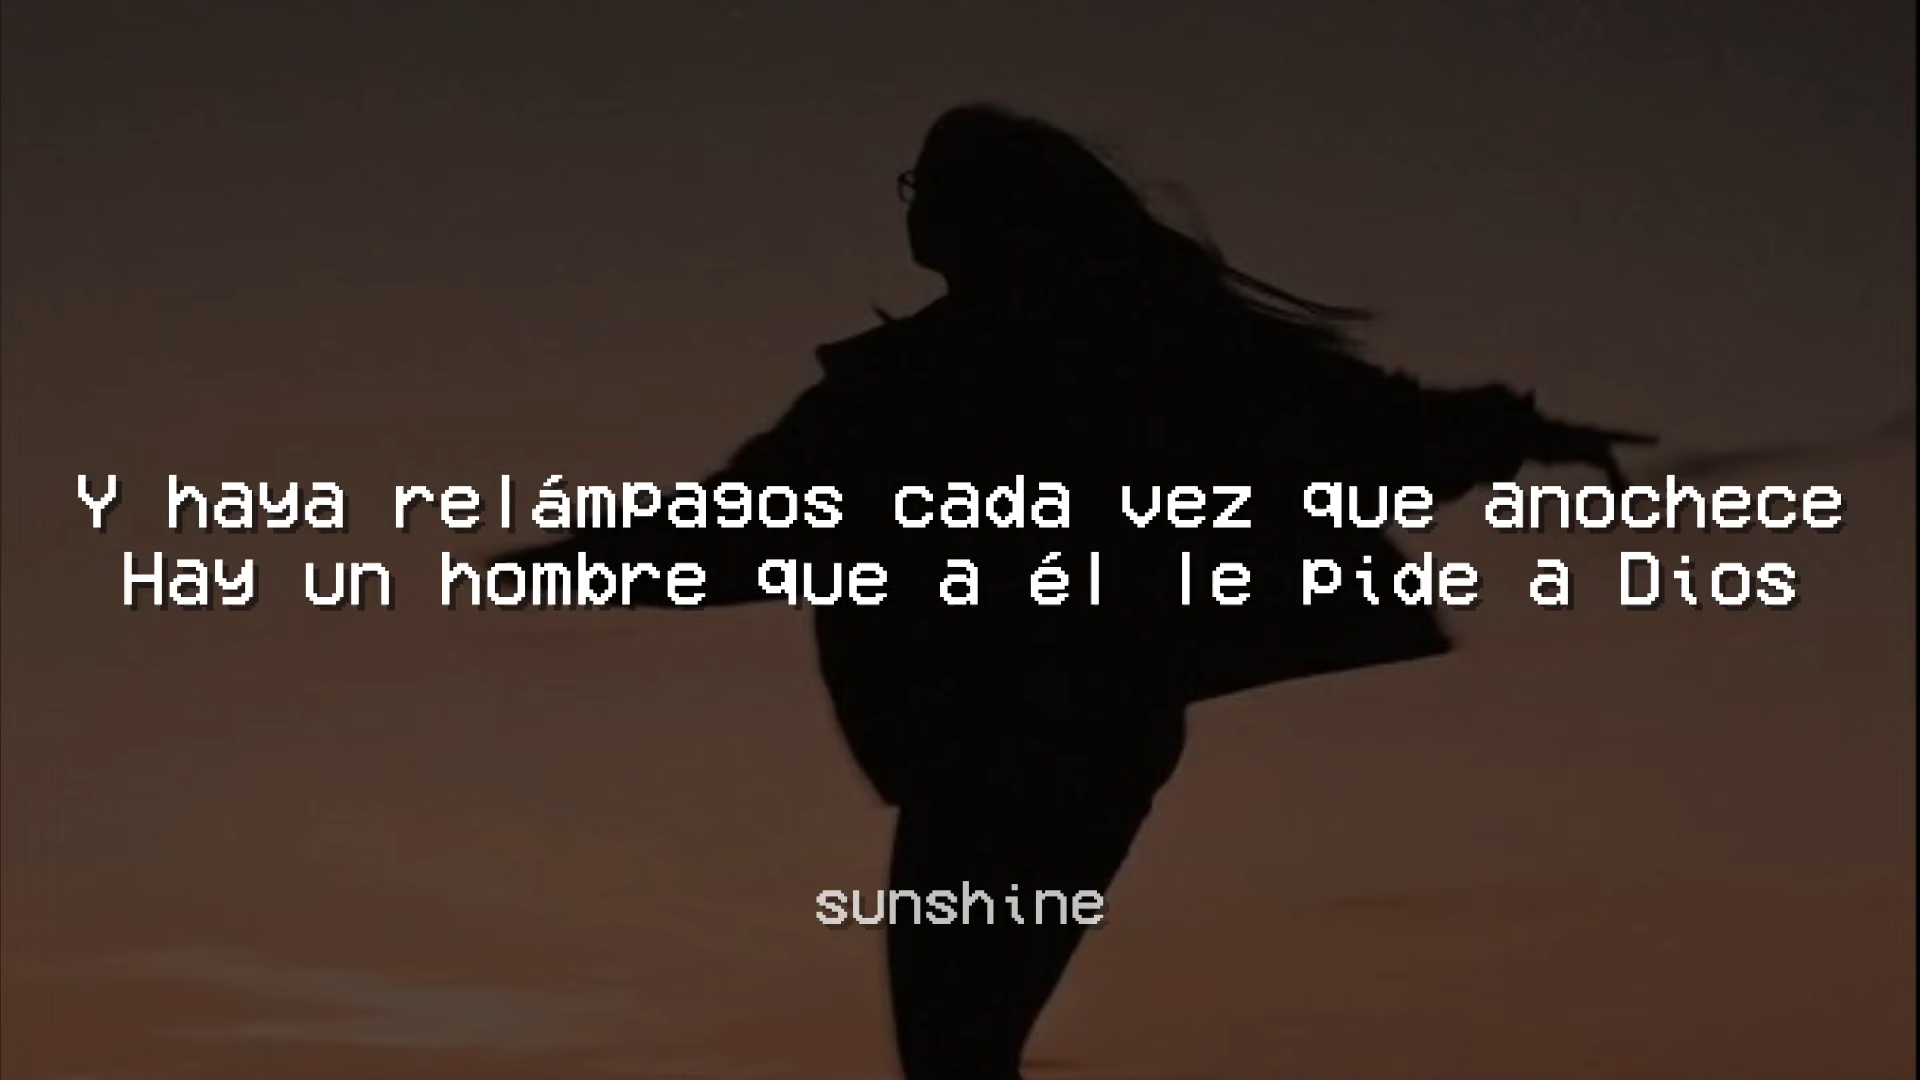 Y haya relámpagos cada vez que anochece
Hay un hombre que a él le pide a Dios
sunshine